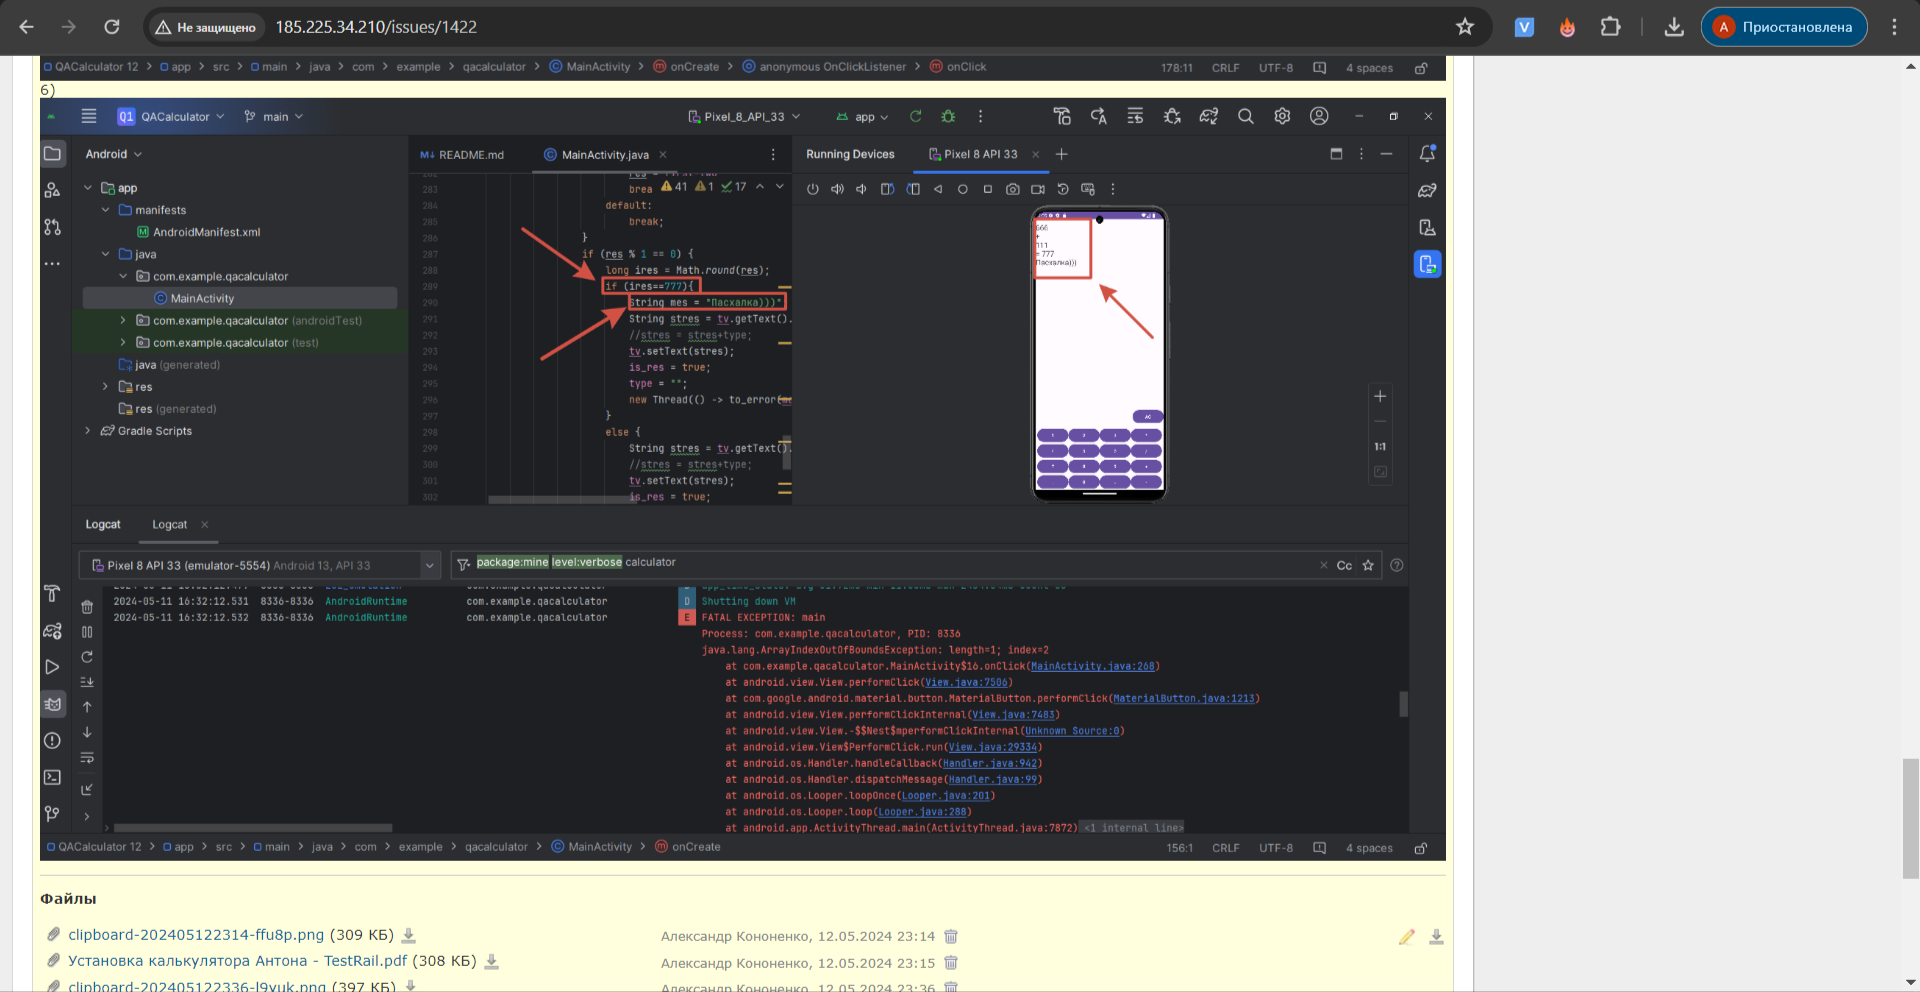 Не защищено
185.225.34.210/issues/1422
V
A
Приостановлена
QACalculator 12 > app > src > main > java > com > example > qacalculator > MainActivity > onCreate > anonymous OnClickListener > onClick
178:11 CRLF UTF-8 4 spaces
6)
Q1 QACalculator main
Pixel_8_API_33 app
Android
README.md MainActivity.java
Running Devices Pixel 8 API 33
app
manifests
AndroidManifest.xml
java
com.example.qacalculator
MainActivity
com.example.qacalculator (androidTest)
com.example.qacalculator (test)
java (generated)
res
res (generated)
Gradle Scripts
41 1 17
283 brea
284 default:
285 break;
286 }
287 if (res % 1 == 0) {
288 long ires = Math.round(res);
289 if (ires==777){
290 String mes = "Пасхалка)))"
291 String stres = tv.getText().
292 //stres = stres+type;
293 tv.setText(stres);
294 is_res = true;
295 type = "";
296 new Thread(() -> to_error(
297 }
298 else {
299 String stres = tv.getText().
300 //stres = stres+type;
301 tv.setText(stres);
302 is_res = true;
666
+
111
= 777
Пасхалка)))
AC
1:1
Logcat Logcat
Pixel 8 API 33 (emulator-5554) Android 13, API 33
package:mine level:verbose calculator
Cc
2024-05-11 16:32:12.531 8336-8336 AndroidRuntime com.example.qacalculator D Shutting down VM
2024-05-11 16:32:12.532 8336-8336 AndroidRuntime com.example.qacalculator E FATAL EXCEPTION: main
Process: com.example.qacalculator, PID: 8336
java.lang.ArrayIndexOutOfBoundsException: length=1; index=2
at com.example.qacalculator.MainActivity$16.onClick(MainActivity.java:268)
at android.view.View.performClick(View.java:7506)
at com.google.android.material.button.MaterialButton.performClick(MaterialButton.java:1213)
at android.view.View.performClickInternal(View.java:7483)
at android.view.View.-$$Nest$mperformClickInternal(Unknown Source:0)
at android.view.View$PerformClick.run(View.java:29334)
at android.os.Handler.handleCallback(Handler.java:942)
at android.os.Handler.dispatchMessage(Handler.java:99)
at android.os.Looper.loopOnce(Looper.java:201)
at android.os.Looper.loop(Looper.java:288)
at android.app.ActivityThread.main(ActivityThread.java:7872) <1 internal line>
QACalculator 12 > app > src > main > java > com > example > qacalculator > MainActivity > onCreate
156:1 CRLF UTF-8 4 spaces
Файлы
clipboard-202405122314-ffu8p.png (309 КБ) Александр Кононенко, 12.05.2024 23:14
Установка калькулятора Антона - TestRail.pdf (308 КБ) Александр Кононенко, 12.05.2024 23:15
clipboard-202405122336-l9yuk.png (397 КБ) Александр Кононенко, 12.05.2024 23:36